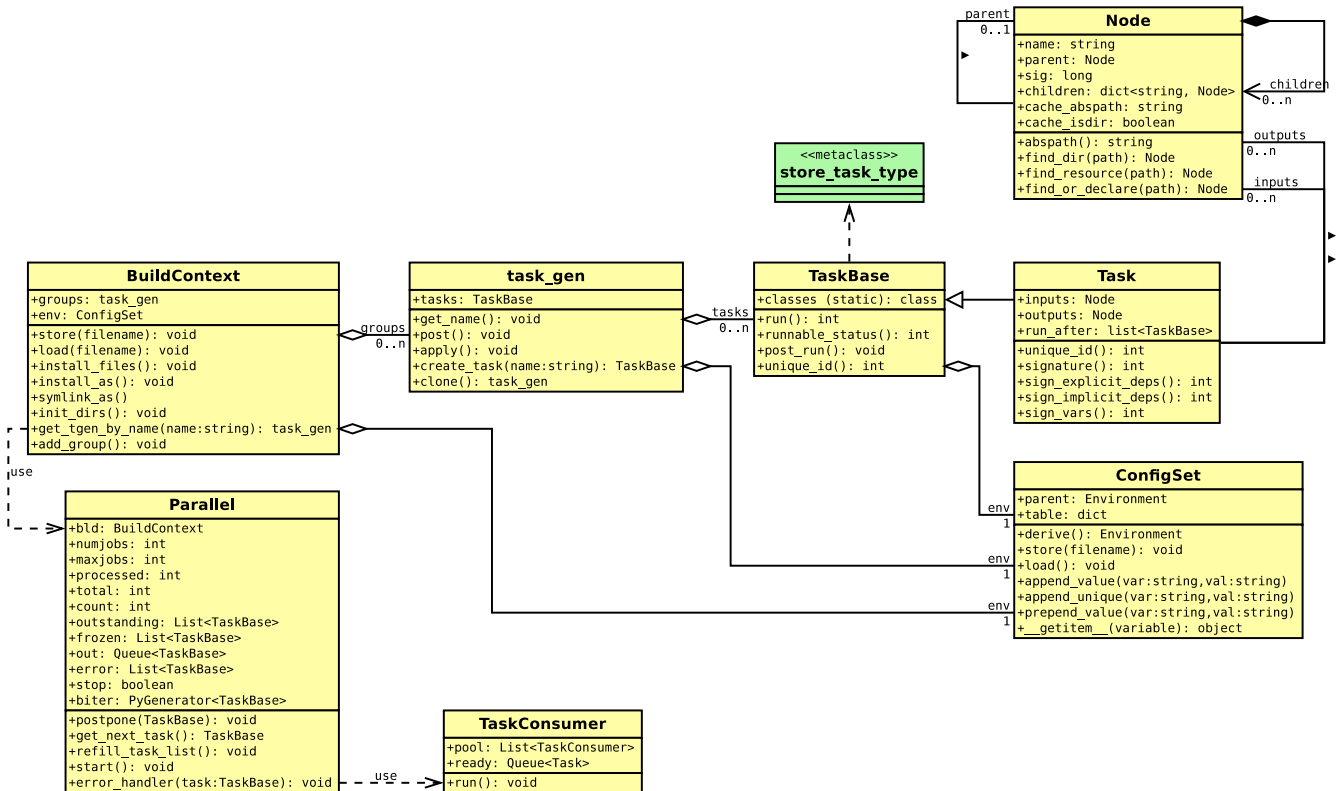 Node
+name: string
+parent: Node
+sig: long
+children: dict<string, Node>
+cache_abspath: string
+cache_isdir: boolean
+abspath(): string
+find_dir(path): Node
+find_resource(path): Node
+find_or_declare(path): Node
parent
0..1
children
0..n
outputs
0..n
inputs
0..n
<<metaclass>>
store_task_type
BuildContext
+groups: task_gen
+env: ConfigSet
+store(filename): void
+load(filename): void
+install_files(): void
+install_as(): void
+symlink_as()
+init_dirs(): void
+get_tgen_by_name(name:string): task_gen
+add_group(): void
groups
0..n
task_gen
+tasks: TaskBase
+get_name(): void
+post(): void
+apply(): void
+create_task(name:string): TaskBase
+clone(): task_gen
tasks
0..n
TaskBase
+classes (static): class
+run(): int
+runnable_status(): int
+post_run(): void
+unique_id(): int
Task
+inputs: Node
+outputs: Node
+run_after: list<TaskBase>
+unique_id(): int
+signature(): int
+sign_explicit_deps(): int
+sign_implicit_deps(): int
+sign_vars(): int
use
ConfigSet
+parent: Environment
+table: dict
+derive(): Environment
+store(filename): void
+load(): void
+append_value(var:string,val:string)
+append_unique(var:string,val:string)
+prepend_value(var:string,val:string)
+__getitem__(variable): object
env
1
env
1
env
1
Parallel
+bld: BuildContext
+numjobs: int
+maxjobs: int
+processed: int
+total: int
+count: int
+outstanding: List<TaskBase>
+frozen: List<TaskBase>
+out: Queue<TaskBase>
+error: List<TaskBase>
+stop: boolean
+biter: PyGenerator<TaskBase>
+postpone(TaskBase): void
+get_next_task(): TaskBase
+refill_task_list(): void
+start(): void
+error_handler(task:TaskBase): void
use
TaskConsumer
+pool: List<TaskConsumer>
+ready: Queue<Task>
+run(): void